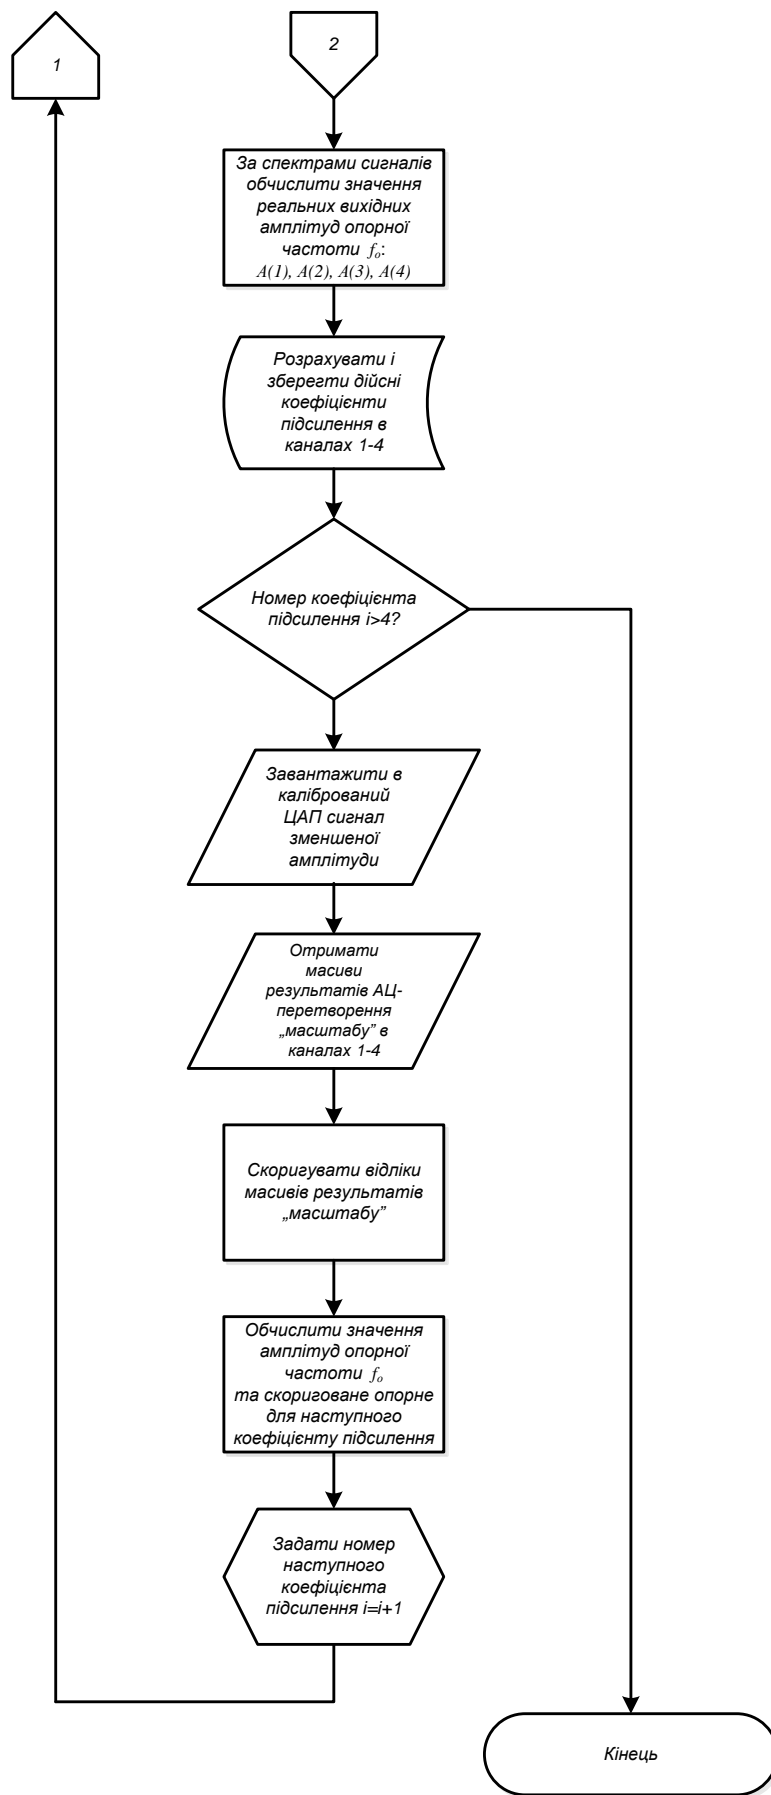 1
2
За спектрами сигналів
обчислити значення
реальних вихідних
амплітуд опорної
частоти fₒ:
A(1), A(2), A(3), A(4)
Розрахувати і
зберегти дійсні
коефіцієнти
підсилення в
каналах 1-4
Номер коефіцієнта
підсилення i>4?
Завантажити в
калібрований
ЦАП сигнал
зменшеної
амплітуди
Отримати
масиви
результатів АЦ-
перетворення
„масштабу” в
каналах 1-4
Скоригувати відліки
масивів результатів
„масштабу”
Обчислити значення
амплітуд опорної
частоти fₒ
та скориговане опорне
для наступного
коефіцієнту підсилення
Задати номер
наступного
коефіцієнта
підсилення i=i+1
Кінець